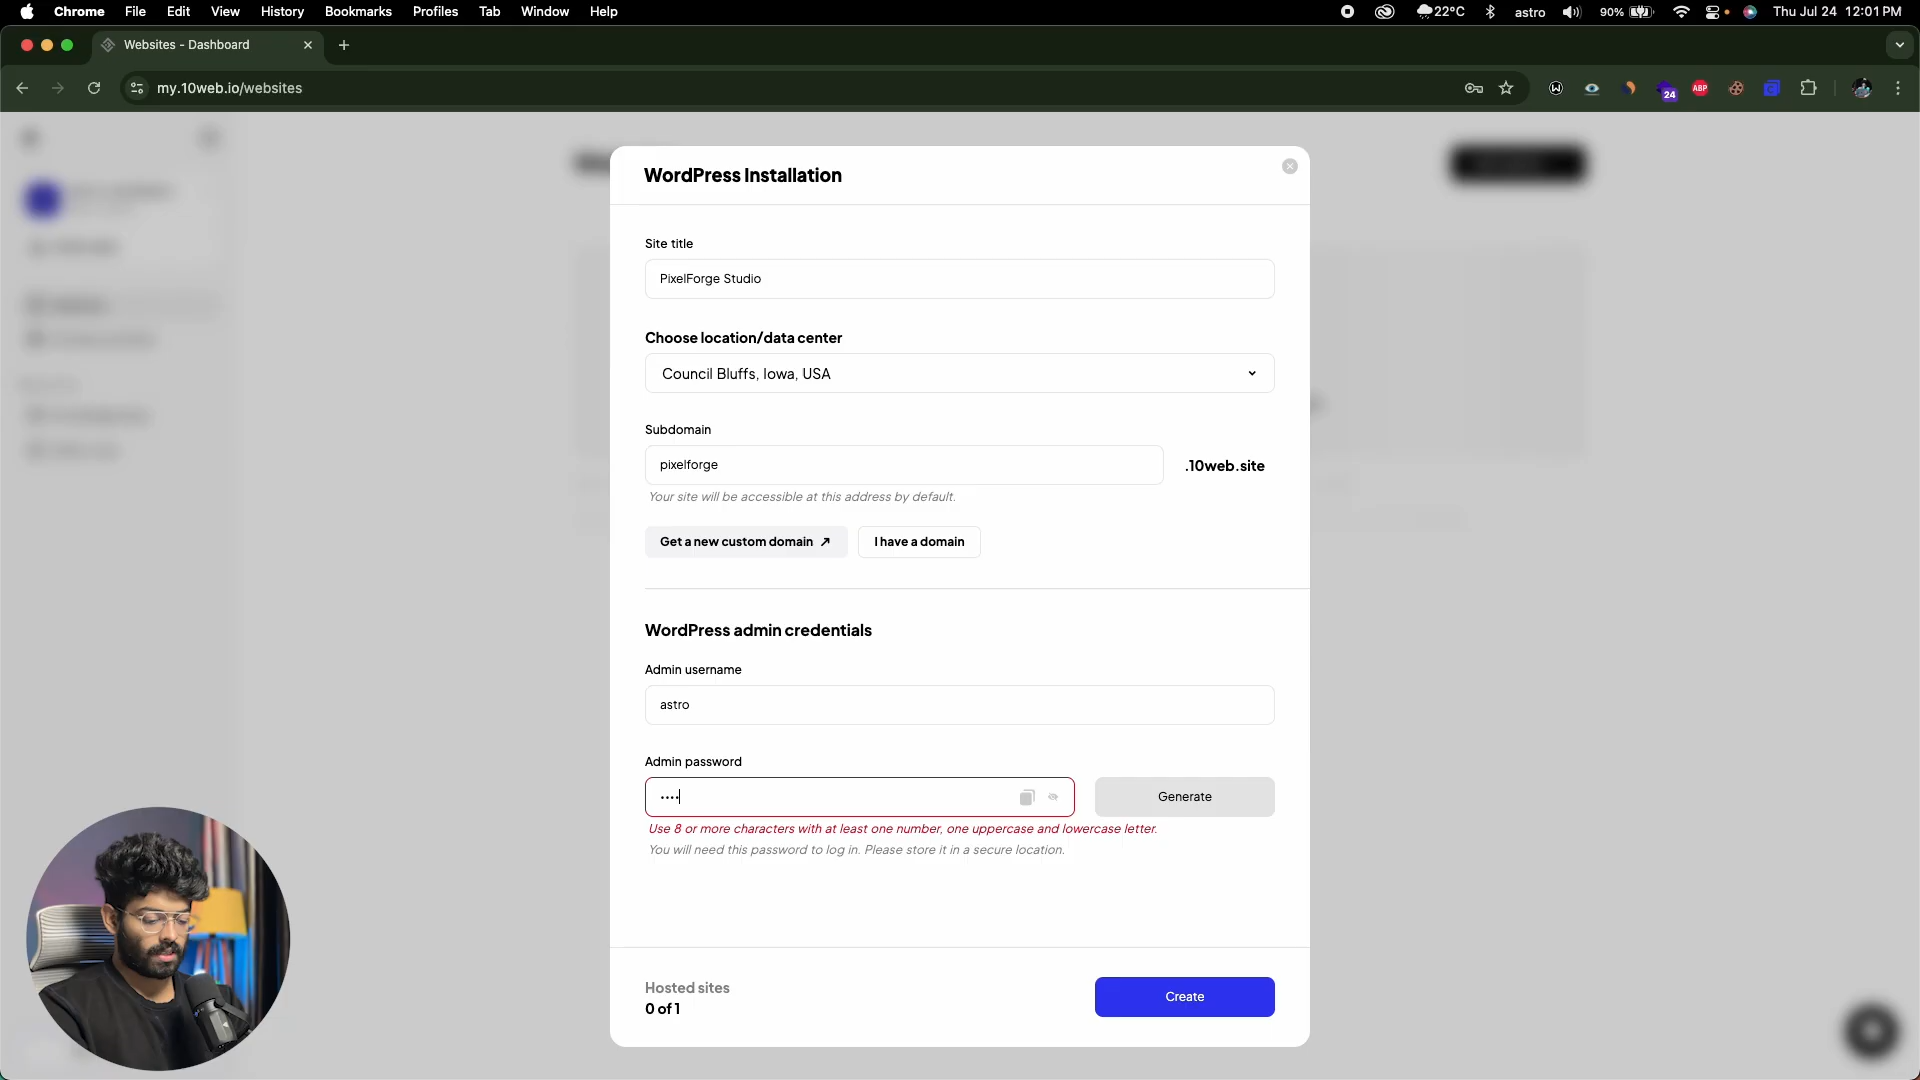 Chrome File Edit View History Bookmarks Profiles Tab Window Help 22°C astro 90% Thu Jul 24 12:01 PM
Websites - Dashboard
my.10web.io/websites
24
ABP
WordPress Installation
Site title
PixelForge Studio
Choose location/data center
Council Bluffs, Iowa, USA
Subdomain
pixelforge
.10web.site
Your site will be accessible at this address by default.
Get a new custom domain ↗ I have a domain
WordPress admin credentials
Admin username
astro
Admin password
•••• Generate
Use 8 or more characters with at least one number, one uppercase and lowercase letter.
You will need this password to log in. Please store it in a secure location.
Hosted sites
0 of 1
Create